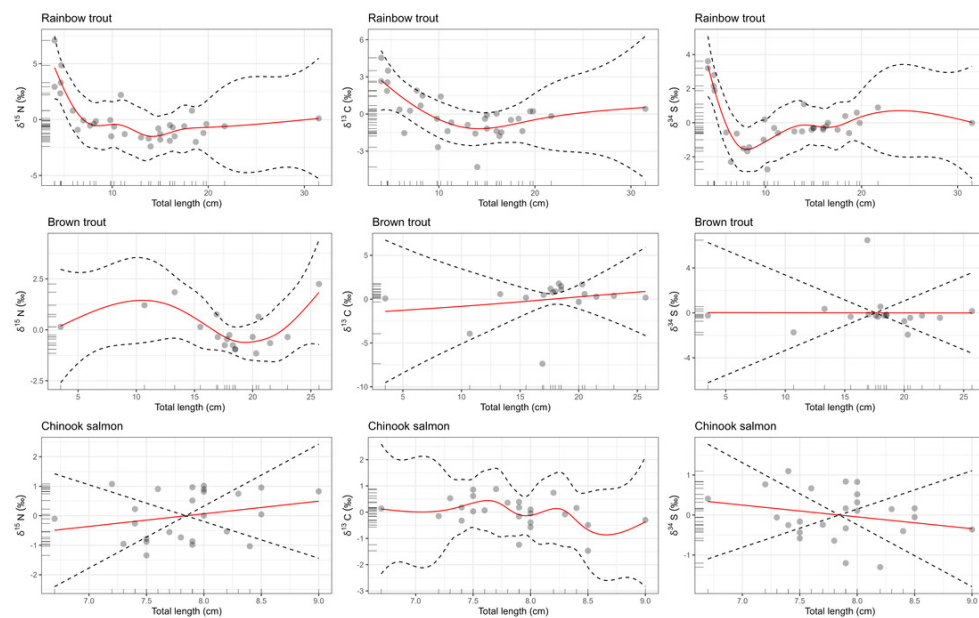 Rainbow trout
Rainbow trout
Rainbow trout
δ¹⁵ N (‰)
5
0
-5
10
20
30
Total length (cm)
δ¹³ C (‰)
6
3
0
-3
10
20
30
Total length (cm)
δ³⁴ S (‰)
4
2
0
-2
10
20
30
Total length (cm)
Brown trout
Brown trout
Brown trout
δ¹⁵ N (‰)
2.5
0.0
-2.5
5
10
15
20
25
Total length (cm)
δ¹³ C (‰)
5
0
-5
-10
5
10
15
20
25
Total length (cm)
δ³⁴ S (‰)
4
0
-4
5
10
15
20
25
Total length (cm)
Chinook salmon
Chinook salmon
Chinook salmon
δ¹⁵ N (‰)
2
1
0
-1
-2
7.0
7.5
8.0
8.5
9.0
Total length (cm)
δ¹³ C (‰)
2
1
0
-1
-2
-3
7.0
7.5
8.0
8.5
9.0
Total length (cm)
δ³⁴ S (‰)
1
0
-1
7.0
7.5
8.0
8.5
9.0
Total length (cm)